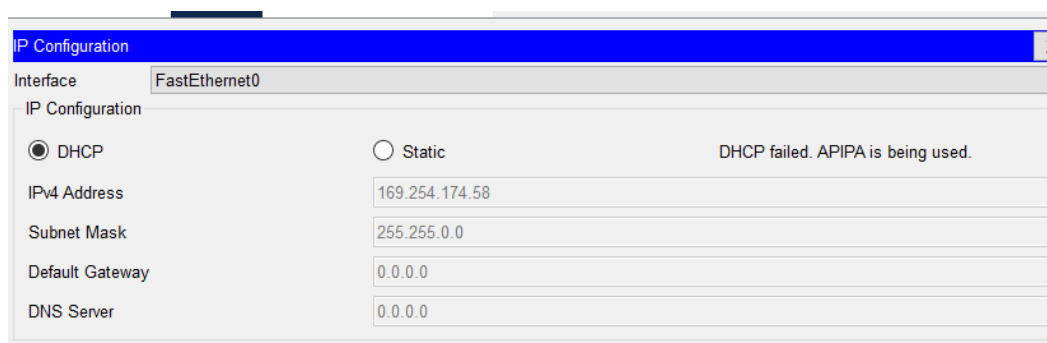 IP Configuration
Interface FastEthernet0
IP Configuration
DHCP Static DHCP failed. APIPA is being used.
IPv4 Address 169.254.174.58
Subnet Mask 255.255.0.0
Default Gateway 0.0.0.0
DNS Server 0.0.0.0